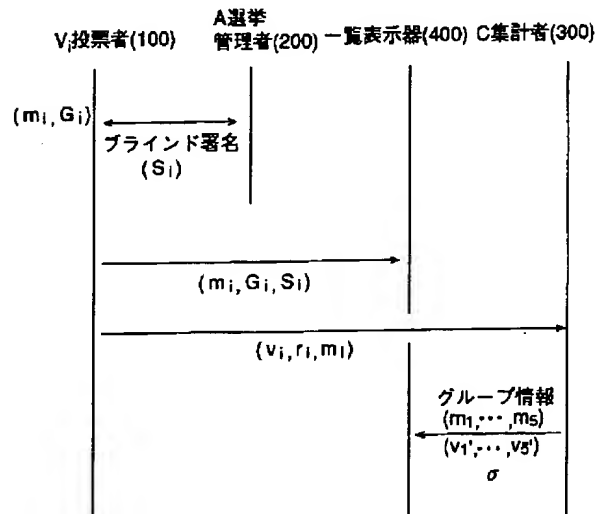 V_i投票者(100)
A選挙
管理者(200)
一覧表示器(400)
C集計者(300)
(m_i,G_i)
ブラインド署名
(S_i)
(m_i,G_i,S_i)
(v_i,r_i,m_i)
グループ情報
(m_1,···,m_5)
(v_1',···,v_5')
σ